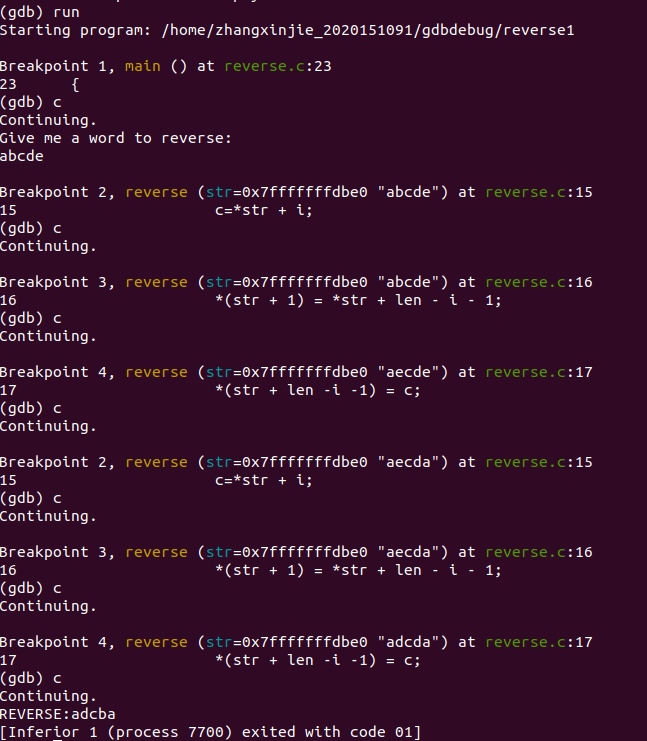 (gdb) run
Starting program: /home/zhangxinjie_2020151091/gdbdebug/reverse1
Breakpoint 1, main () at reverse.c:23
23      {
(gdb) c
Continuing.
Give me a word to reverse:
abcde
Breakpoint 2, reverse (str=0x7fffffffdbe0 "abcde") at reverse.c:15
15                      c=*str + i;
(gdb) c
Continuing.
Breakpoint 3, reverse (str=0x7fffffffdbe0 "abcde") at reverse.c:16
16                      *(str + 1) = *str + len - i - 1;
(gdb) c
Continuing.
Breakpoint 4, reverse (str=0x7fffffffdbe0 "aecde") at reverse.c:17
17                      *(str + len -i -1) = c;
(gdb) c
Continuing.
Breakpoint 2, reverse (str=0x7fffffffdbe0 "aecda") at reverse.c:15
15                      c=*str + i;
(gdb) c
Continuing.
Breakpoint 3, reverse (str=0x7fffffffdbe0 "aecda") at reverse.c:16
16                      *(str + 1) = *str + len - i - 1;
(gdb) c
Continuing.
Breakpoint 4, reverse (str=0x7fffffffdbe0 "adcda") at reverse.c:17
17                      *(str + len -i -1) = c;
(gdb) c
Continuing.
REVERSE:adcba
[Inferior 1 (process 7700) exited with code 01]